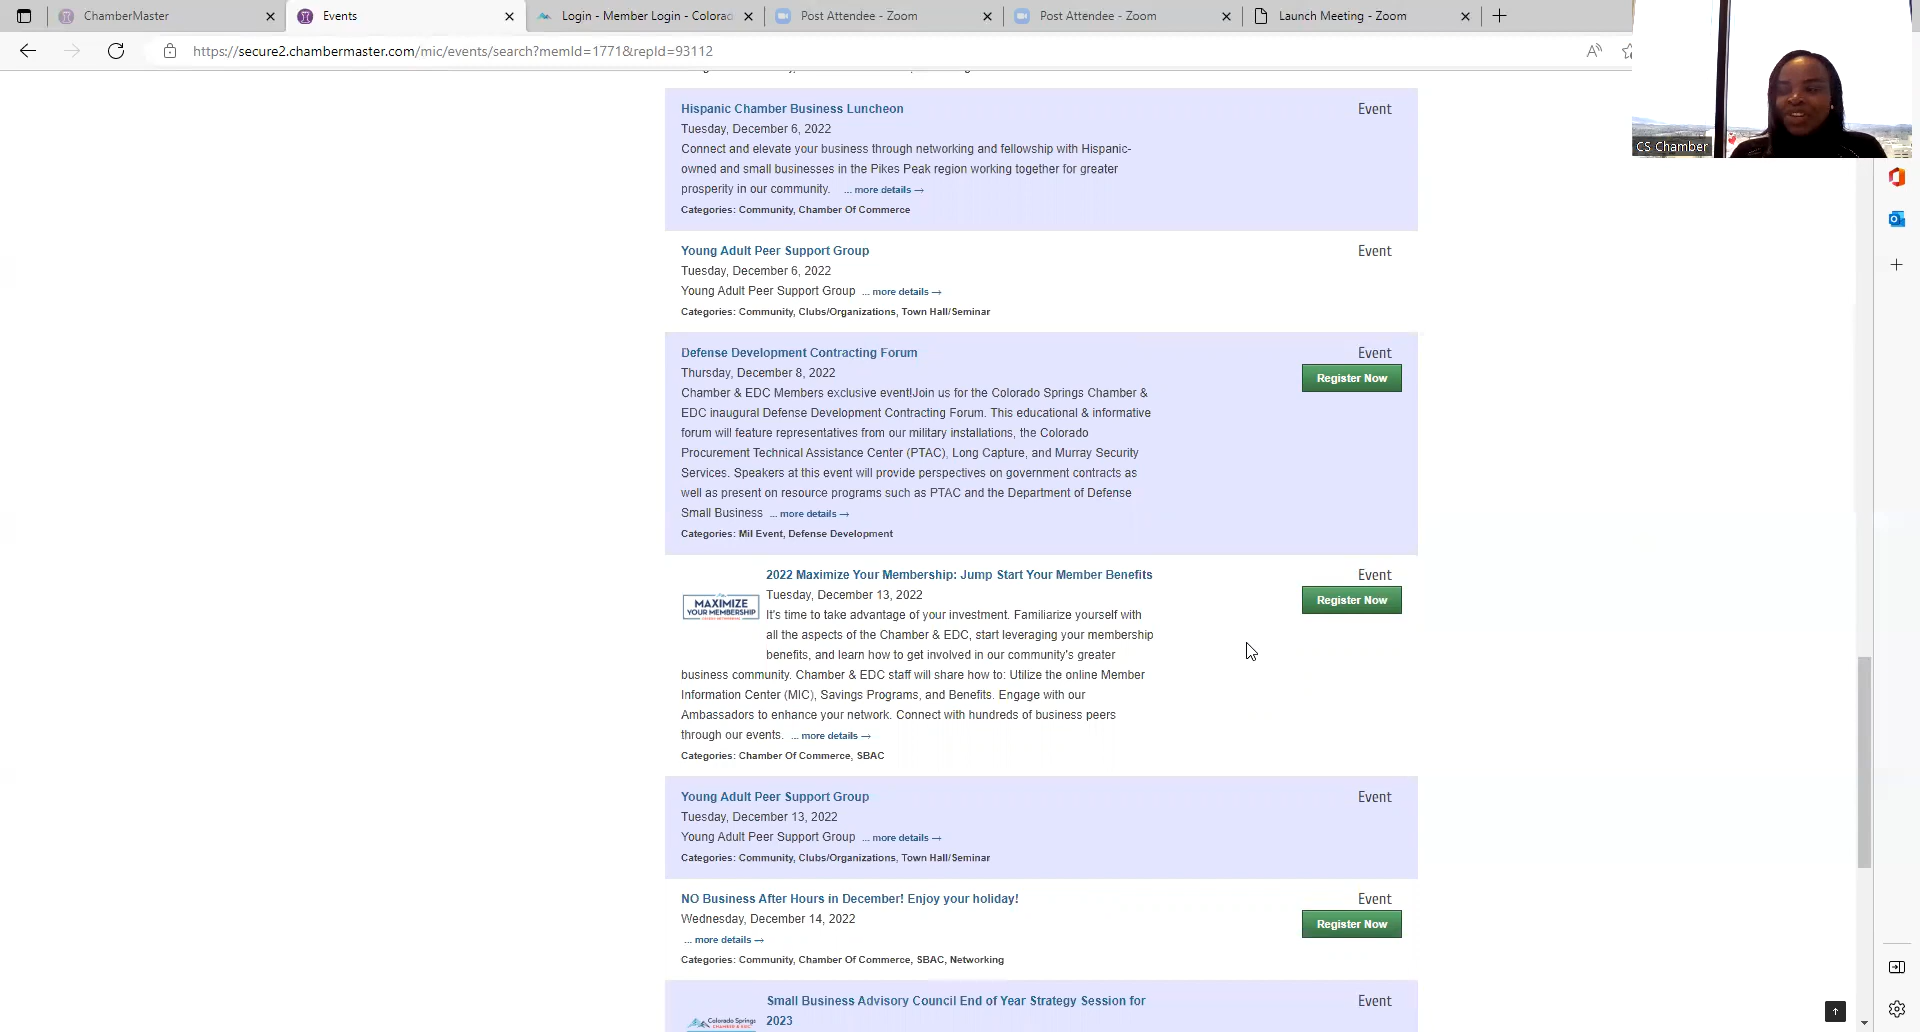 ChamberMaster
Events
Login - Member Login - Colorad
Post Attendee - Zoom
Post Attendee - Zoom
Launch Meeting - Zoom
https://secure2.chambermaster.com/mic/events/search?memId=1771&repId=93112
CS Chamber
Hispanic Chamber Business Luncheon
Event
Tuesday, December 6, 2022
Connect and elevate your business through networking and fellowship with Hispanic-
owned and small businesses in the Pikes Peak region working together for greater
prosperity in our community. ... more details →
Categories: Community, Chamber Of Commerce
Young Adult Peer Support Group
Event
Tuesday, December 6, 2022
Young Adult Peer Support Group ... more details →
Categories: Community, Clubs/Organizations, Town Hall/Seminar
Defense Development Contracting Forum
Event
Thursday, December 8, 2022
Register Now
Chamber & EDC Members exclusive event!Join us for the Colorado Springs Chamber &
EDC inaugural Defense Development Contracting Forum. This educational & informative
forum will feature representatives from our military installations, the Colorado
Procurement Technical Assistance Center (PTAC), Long Capture, and Murray Security
Services. Speakers at this event will provide perspectives on government contracts as
well as present on resource programs such as PTAC and the Department of Defense
Small Business ... more details →
Categories: Mil Event, Defense Development
2022 Maximize Your Membership: Jump Start Your Member Benefits
Event
MAXIMIZE
YOUR MEMBERSHIP
Tuesday, December 13, 2022
Register Now
It's time to take advantage of your investment. Familiarize yourself with
all the aspects of the Chamber & EDC, start leveraging your membership
benefits, and learn how to get involved in our community's greater
business community. Chamber & EDC staff will share how to: Utilize the online Member
Information Center (MIC), Savings Programs, and Benefits. Engage with our
Ambassadors to enhance your network. Connect with hundreds of business peers
through our events. ... more details →
Categories: Chamber Of Commerce, SBAC
Young Adult Peer Support Group
Event
Tuesday, December 13, 2022
Young Adult Peer Support Group ... more details →
Categories: Community, Clubs/Organizations, Town Hall/Seminar
NO Business After Hours in December! Enjoy your holiday!
Event
Wednesday, December 14, 2022
Register Now
... more details →
Categories: Community, Chamber Of Commerce, SBAC, Networking
Small Business Advisory Council End of Year Strategy Session for
2023
Event
Colorado Springs
CHAMBER & EDC